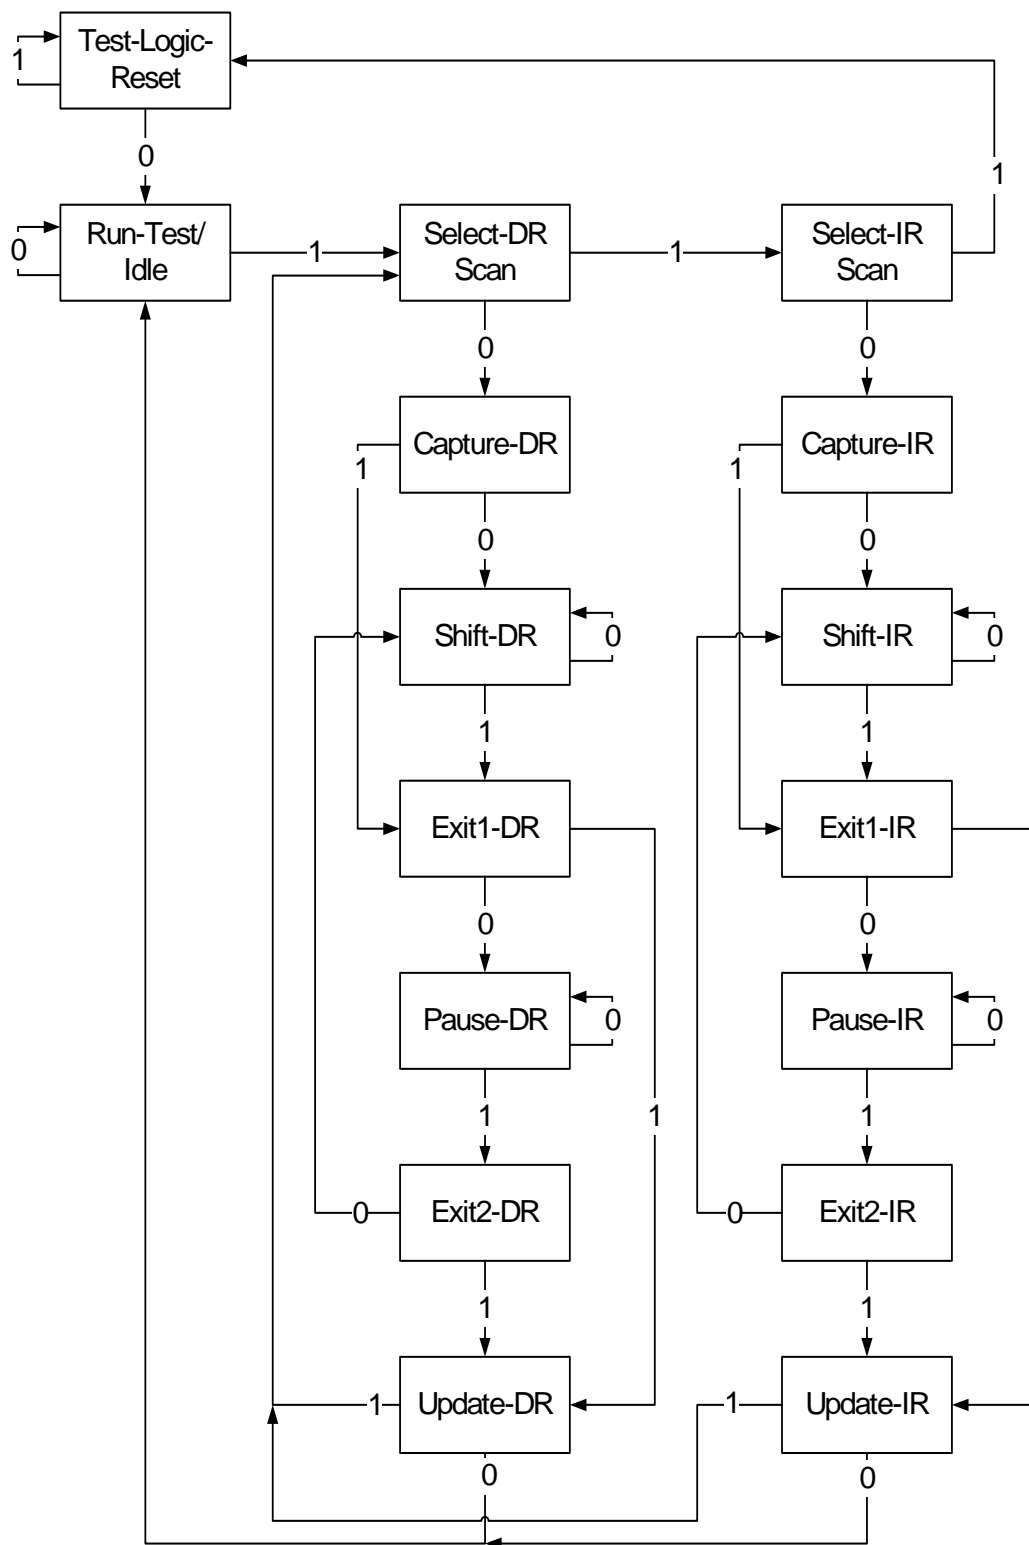 Test-Logic-
Reset
1
0
1
Run-Test/
Idle
0
1
Select-DR
Scan
1
Select-IR
Scan
0
0
Capture-DR
Capture-IR
1
1
0
0
Shift-DR
0
Shift-IR
0
1
1
Exit1-DR
Exit1-IR
0
0
Pause-DR
0
Pause-IR
0
1
1
1
Exit2-DR
0
Exit2-IR
0
1
1
Update-DR
1
Update-IR
1
0
0